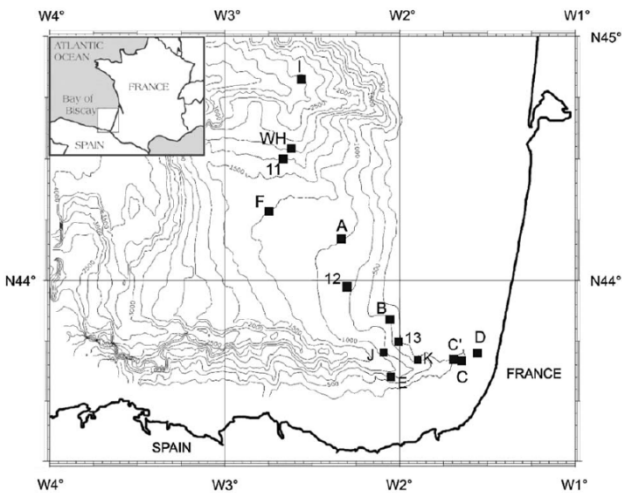 W4° W3° W2° W1°
N45°
ATLANTIC
OCEAN
FRANCE
Bay of
Biscay
SPAIN
I
WH
11
F
A
N44° N44°
12
B
13
C' D
J K
C
FRANCE
SPAIN
W4° W3° W2° W1°